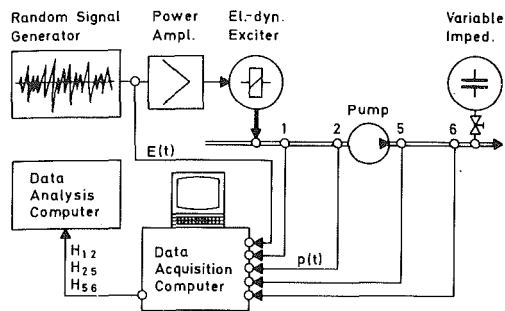 Random Signal
Generator
Power
Ampl.
El.-dyn.
Exciter
Variable
Imped.
Pump
1
2
5
6
E(t)
Data
Analysis
Computer
H12
H25
H56
Data
Acquisition
Computer
p(t)